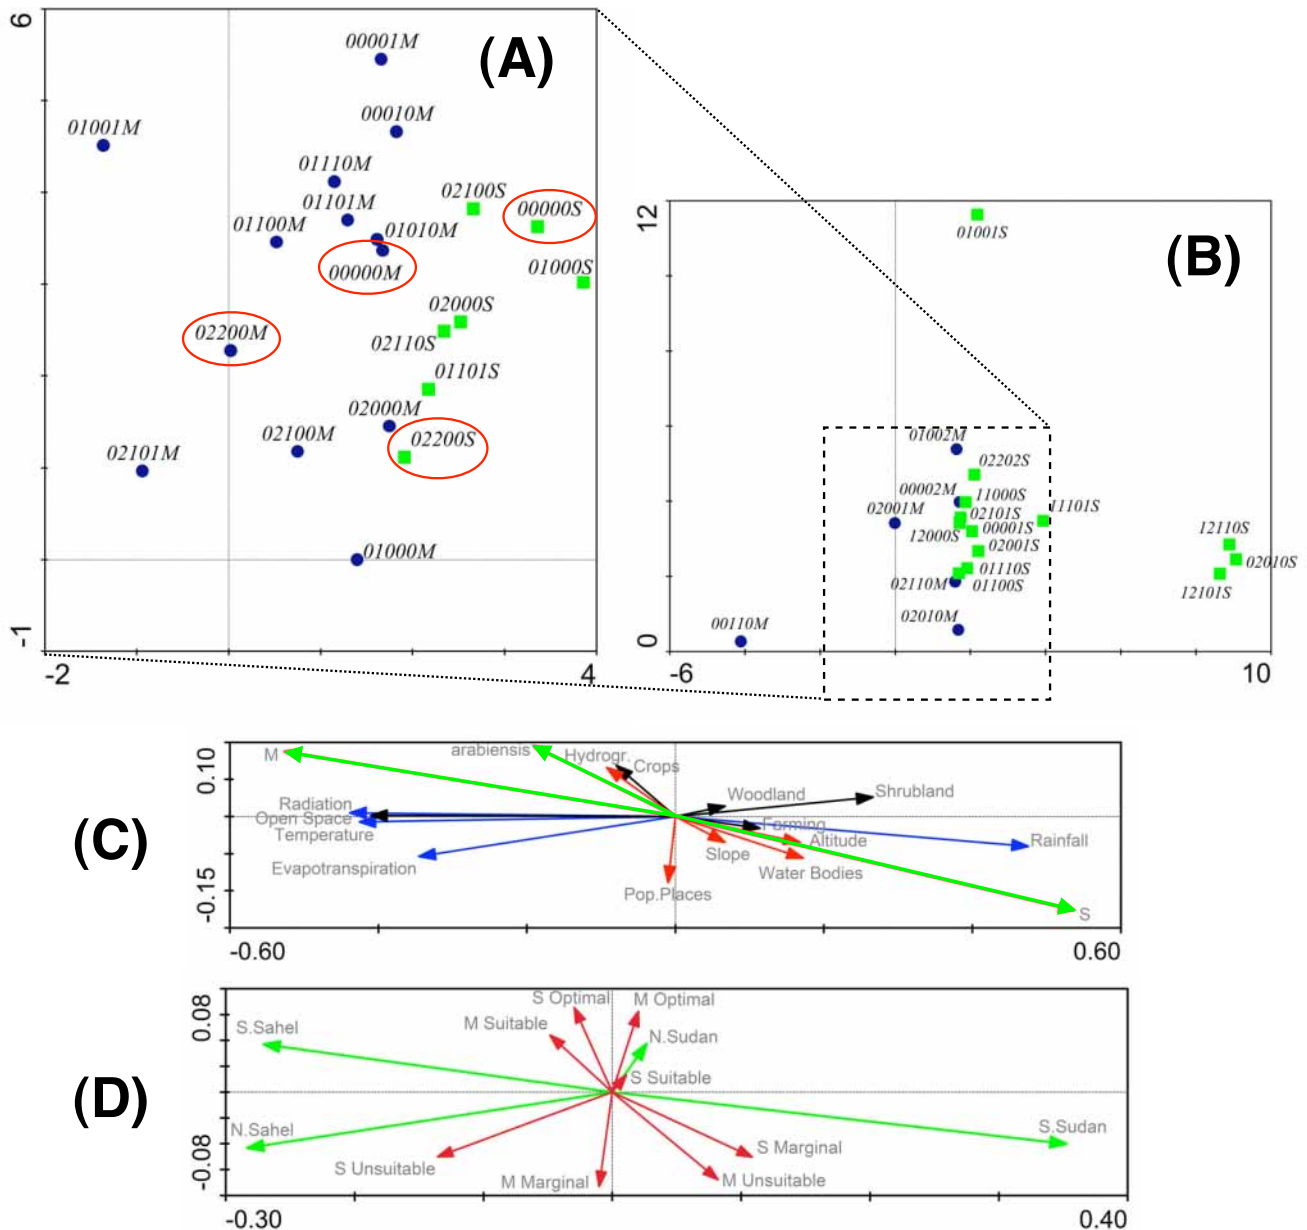 6
(A)
00001M
00010M
01001M
01110M
02100S
00000S
01101M
01100M
01010M
00000M
01000S
02000S
02200M
02110S
01101S
02000M
02100M
02200S
02101M
01000M
-1
-2
4
12
(B)
01001S
01002M
02202S
00002M
11000S
02001M
02101S
11101S
12000S
00001S
02001S
12110S
02010S
01110S
02110M
01100S
12101S
02010M
00110M
0
-6
10
(C)
0.10
-0.15
M
arabiensis
Hydrogr.
Crops
Woodland
Shrubland
Radiation
Open Space
Temperature
Farming
Altitude
Rainfall
Slope
Evapotranspiration
Water Bodies
Pop.Places
S
-0.60
0.60
(D)
0.08
-0.08
S Optimal
M Optimal
S.Sahel
M Suitable
N.Sudan
S Suitable
N.Sahel
S.Sudan
S Unsuitable
S Marginal
M Marginal
M Unsuitable
-0.30
0.40